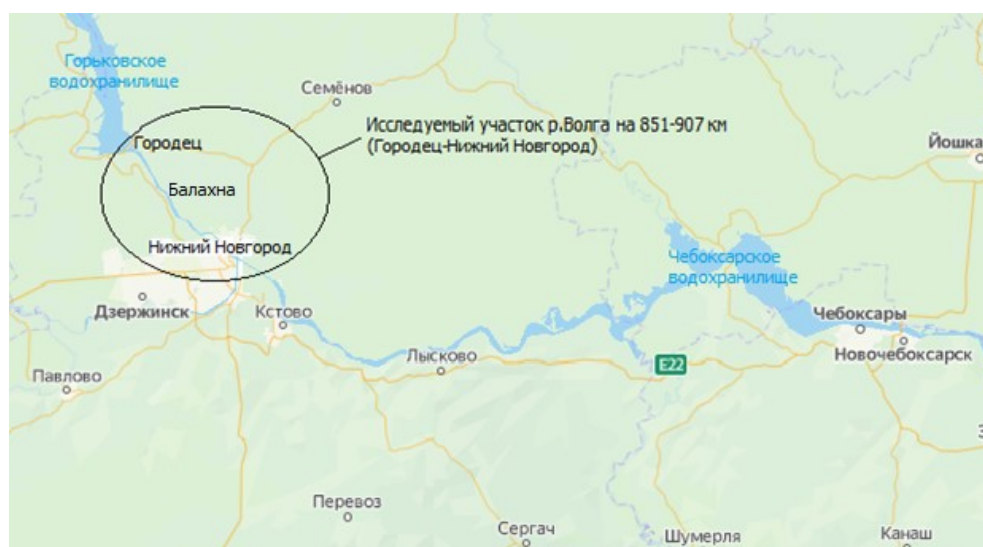 Горьковское
водохранилище
Семёнов
Исследуемый участок р.Волга на 851-907 км
(Городец-Нижний Новгород)
Городец
Йошка
Балахна
Нижний Новгород
Чебоксарское
водохранилище
Дзержинск
Кстово
Чебоксары
Новочебоксарск
Лысково
E22
Павлово
Перевоз
Сергач
Шумерля
Канаш